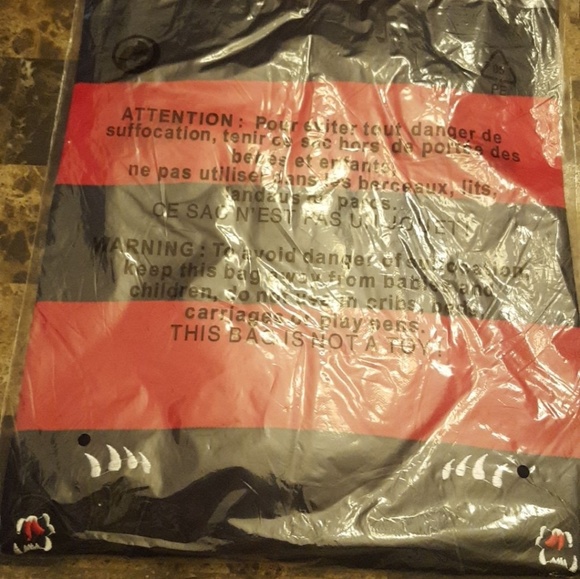 PE
ATTENTION : Pour éviter tout danger de
suffocation, tenir ce sac hors de portée des
bébés et enfants,
ne pas utiliser dans les berceaux, lits,
landaus ou parcs.
CE SAC N'EST PAS UN JOUET !
WARNING : To avoid danger of suffocation,
keep this bag away from babies and
children, do not use in cribs, beds,
carriages or play pens.
THIS BAG IS NOT A TOY !